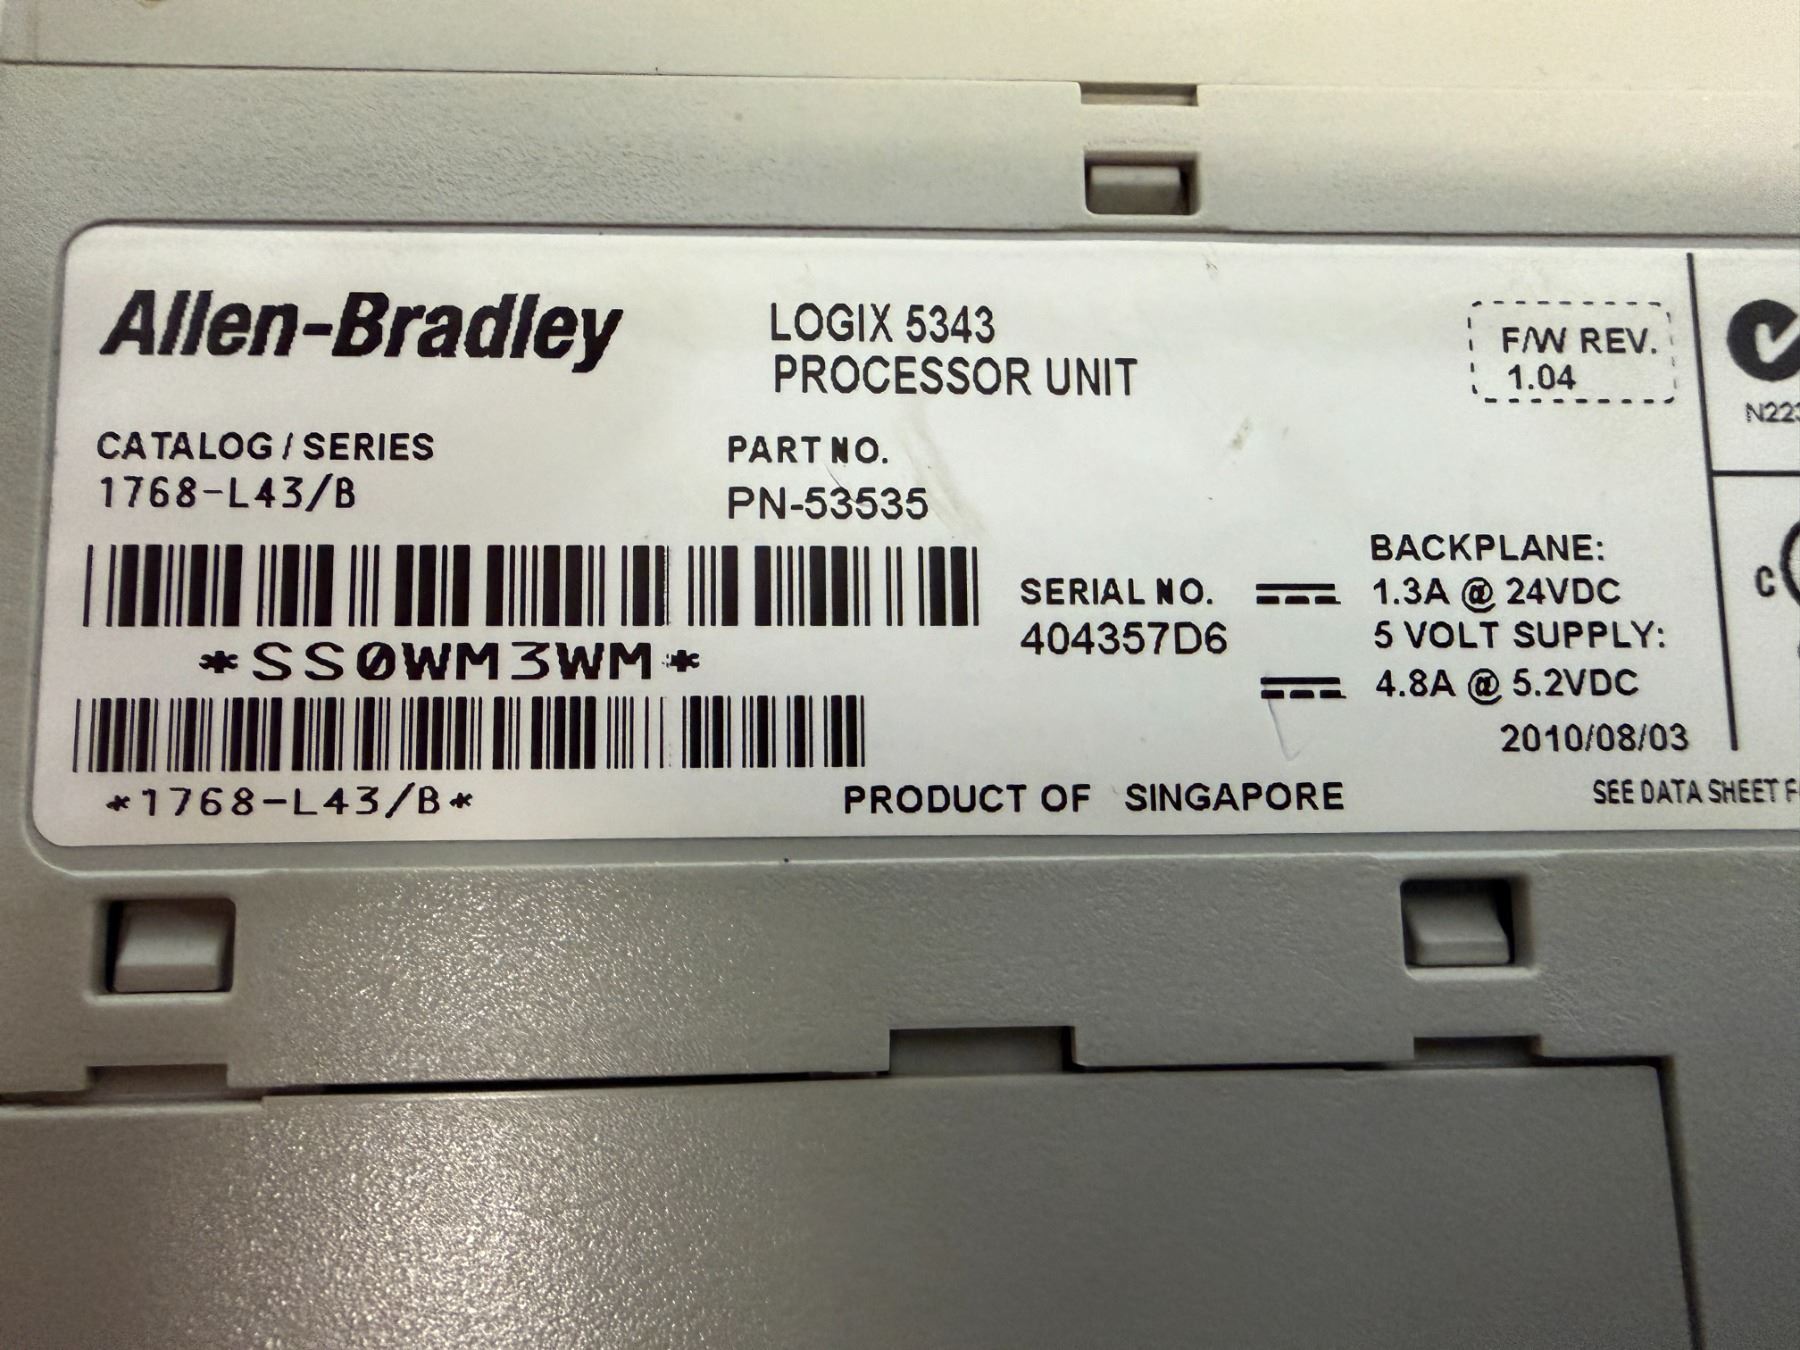 Allen-Bradley
LOGIX 5343
PROCESSOR UNIT
F/W REV.
1.04
CATALOG / SERIES
1768-L43/B
PART NO.
PN-53535
*SS0WM3WM*
*1768-L43/B*
SERIAL NO.
404357D6
BACKPLANE:
1.3A @ 24VDC
5 VOLT SUPPLY:
4.8A @ 5.2VDC
2010/08/03
PRODUCT OF SINGAPORE
SEE DATA SHEET
N223
C